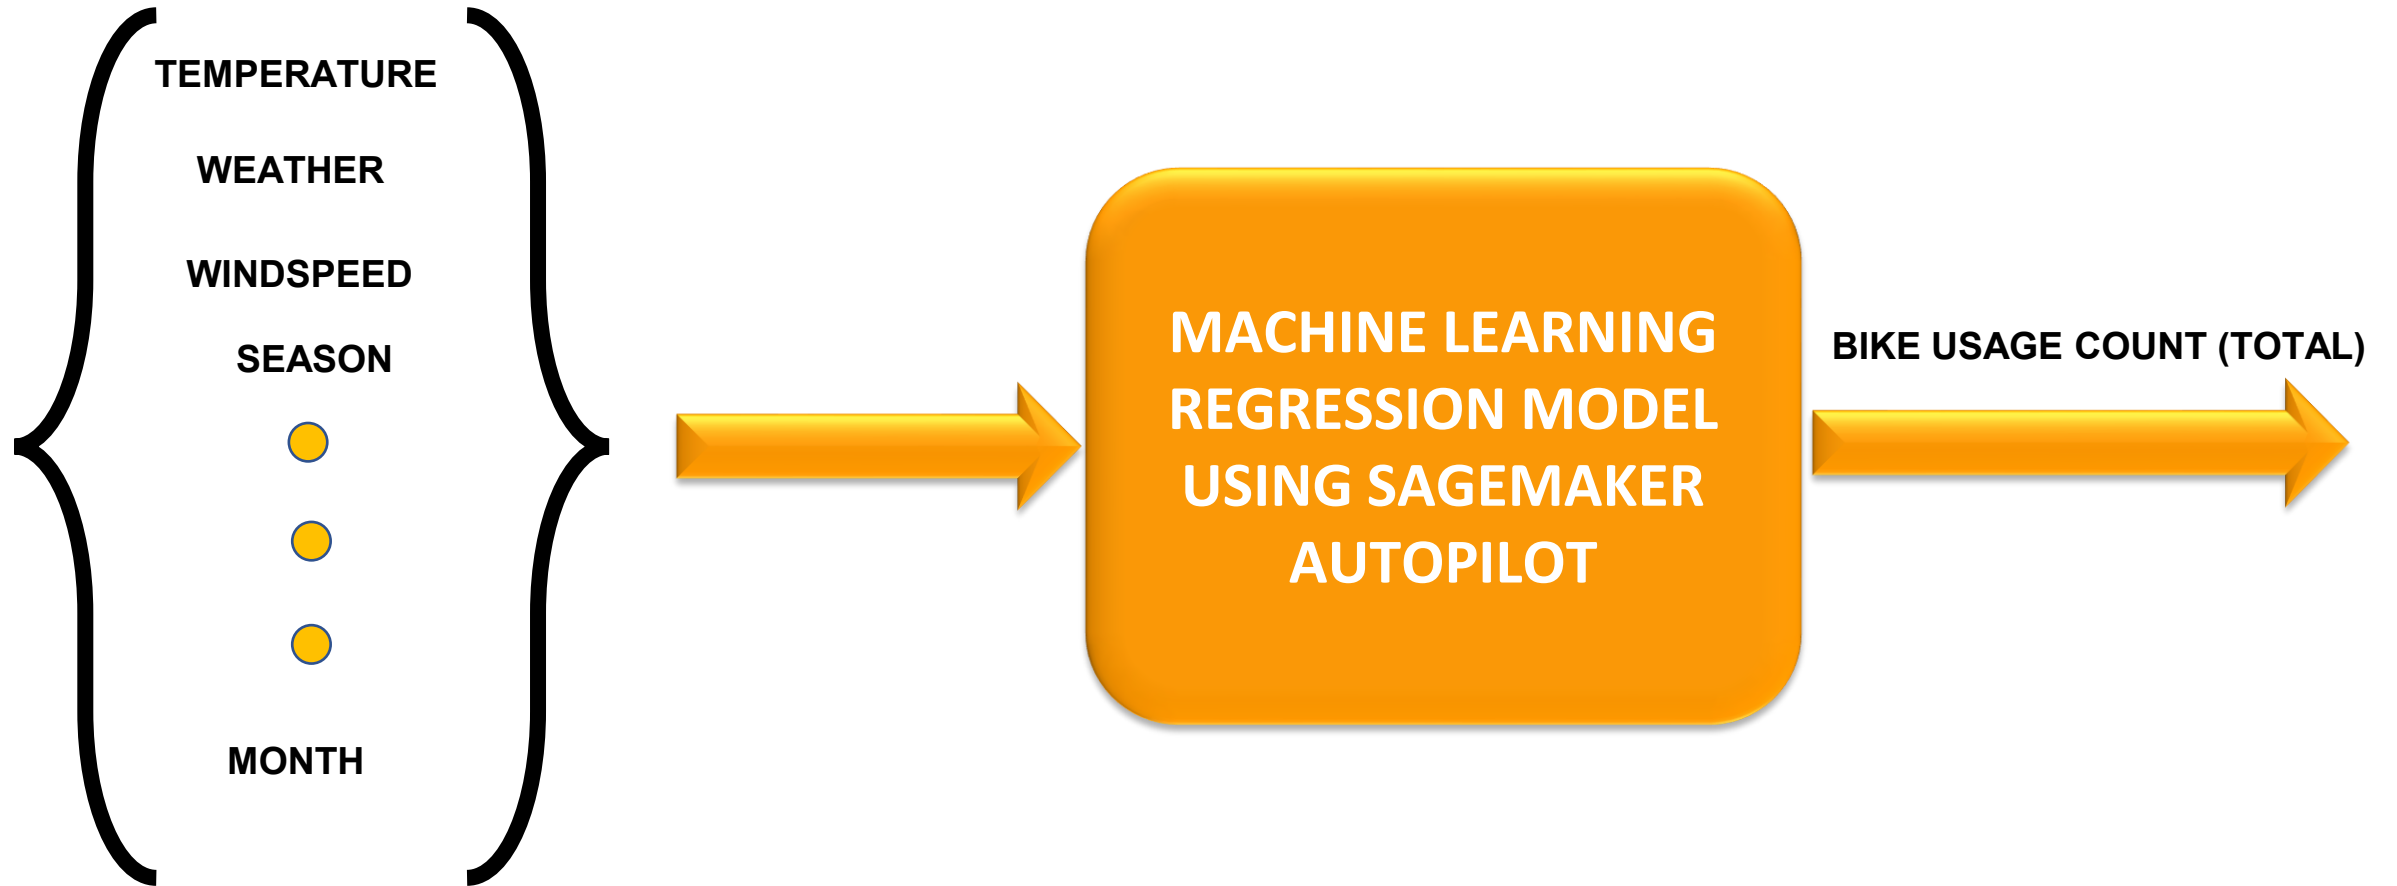 TEMPERATURE
WEATHER
WINDSPEED
SEASON
MONTH
MACHINE LEARNING
REGRESSION MODEL
USING SAGEMAKER
AUTOPILOT
BIKE USAGE COUNT (TOTAL)